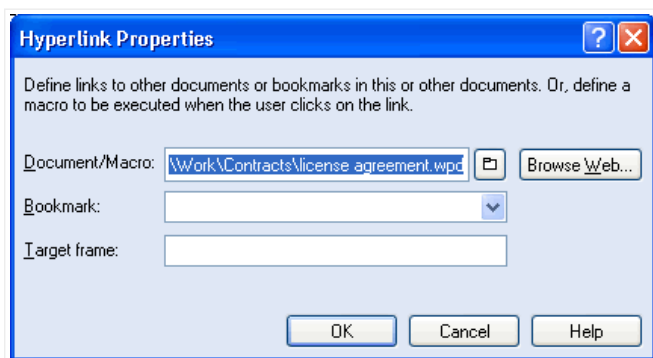 Hyperlink Properties
Define links to other documents or bookmarks in this or other documents. Or, define a
macro to be executed when the user clicks on the link.
Document/Macro: \Work\Contracts\license agreement.wpd Browse Web...
Bookmark:
Target frame:
OK Cancel Help